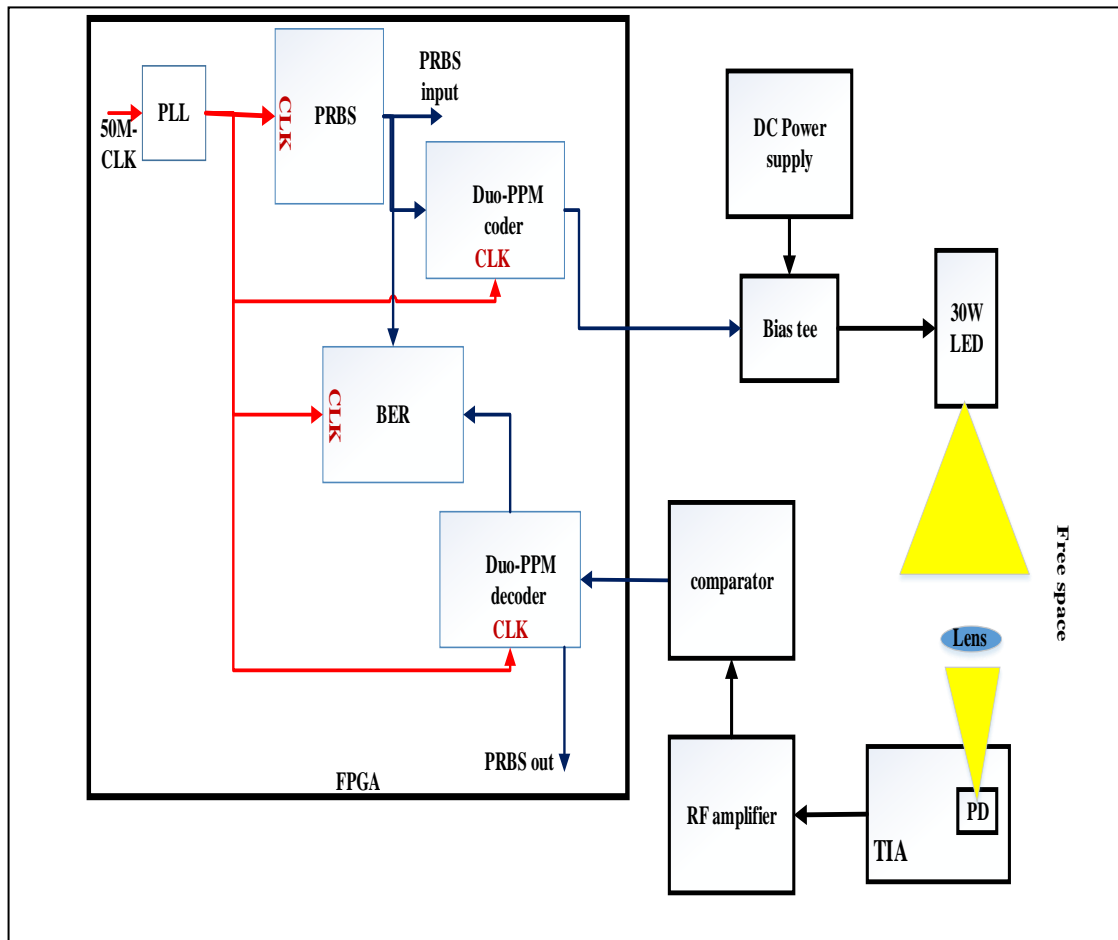 50M-
CLK
PLL
CLK
PRBS
PRBS
input
Duo-PPM
coder
CLK
CLK
BER
Duo-PPM
decoder
CLK
PRBS out
FPGA
DC Power
supply
Bias tee
30W
LED
Free space
Lens
PD
TIA
RF amplifier
comparator